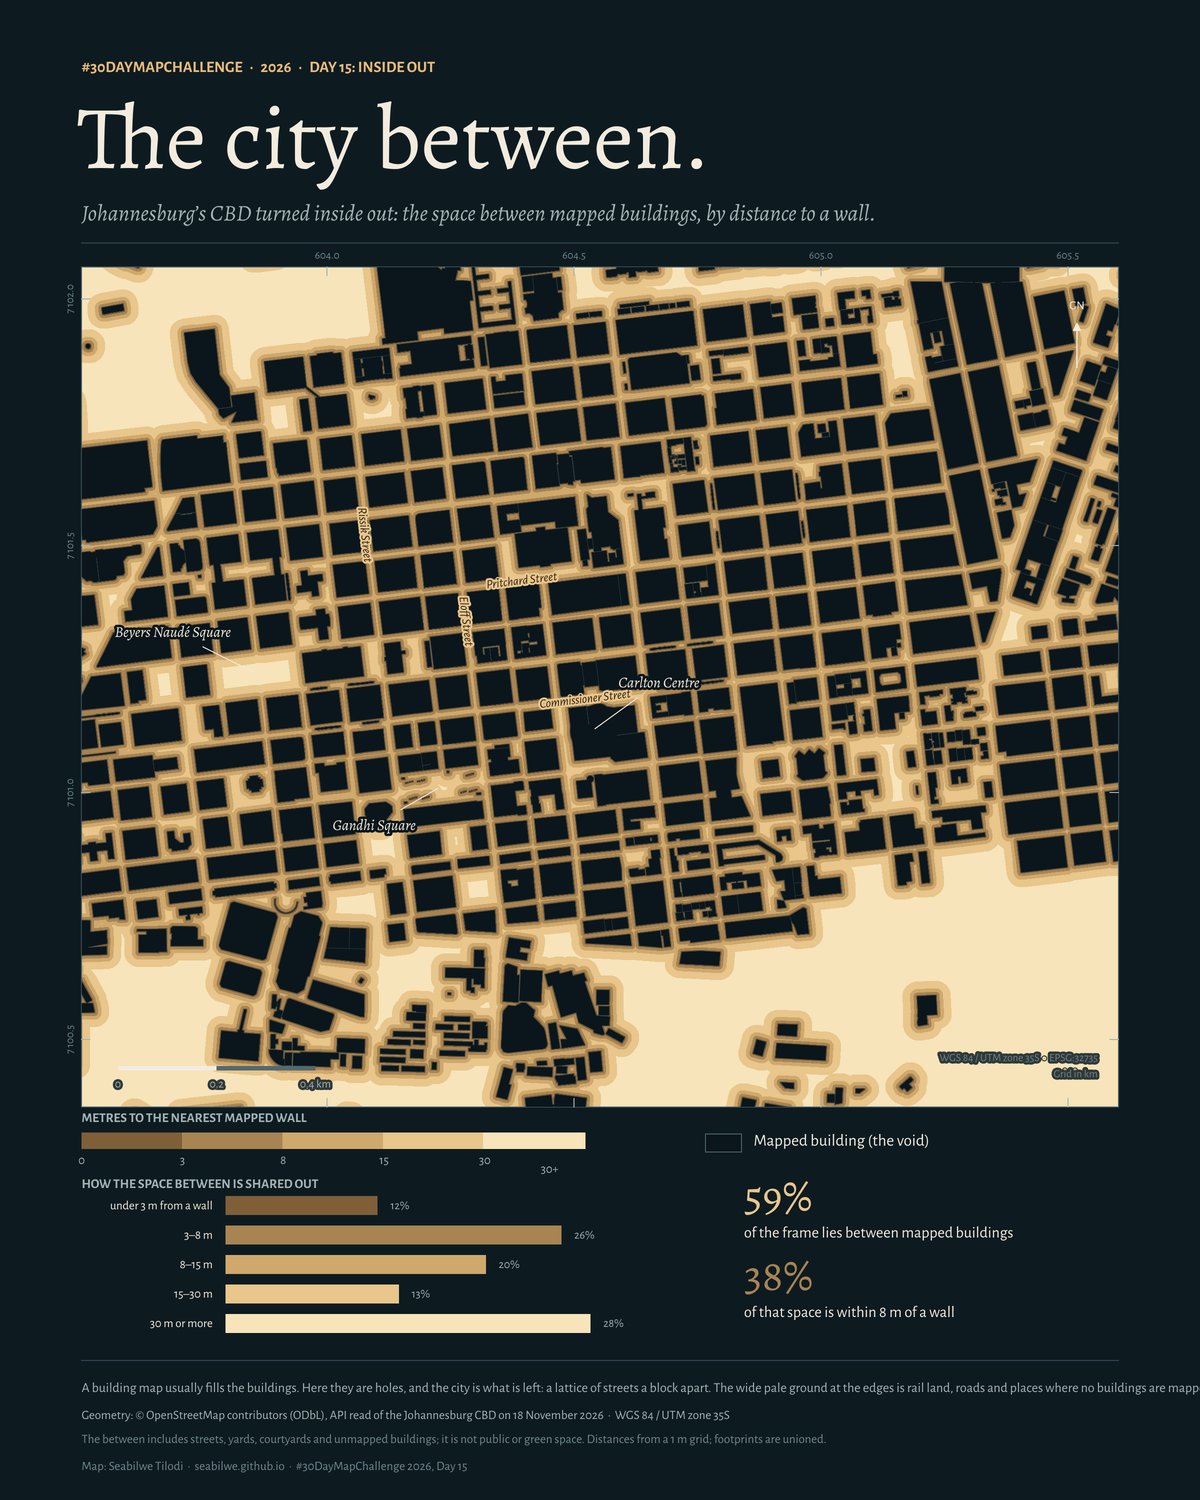 #30DAYMAPCHALLENGE · 2026 · DAY 15: INSIDE OUT
The city between.
Johannesburg's CBD turned inside out: the space between mapped buildings, by distance to a wall.
604.0 604.5 605.0 605.5
7102.0
GN
7101.5
Rissik Street
Pritchard Street
Eloff Street
Beyers Naudé Square
Carlton Centre
Commissioner Street
7101.0
Gandhi Square
7100.5
WGS 84 / UTM zone 35S · EPSG:32735
Grid in km
0 0.2 0.4 km
METRES TO THE NEAREST MAPPED WALL
0 3 8 15 30 30+
Mapped building (the void)
HOW THE SPACE BETWEEN IS SHARED OUT
under 3 m from a wall 12%
3–8 m 26%
8–15 m 20%
15–30 m 13%
30 m or more 28%
59%
of the frame lies between mapped buildings
38%
of that space is within 8 m of a wall
A building map usually fills the buildings. Here they are holes, and the city is what is left: a lattice of streets a block apart. The wide pale ground at the edges is rail land, roads and places where no buildings are mapp
Geometry: © OpenStreetMap contributors (ODbL), API read of the Johannesburg CBD on 18 November 2026 · WGS 84 / UTM zone 35S
The between includes streets, yards, courtyards and unmapped buildings; it is not public or green space. Distances from a 1 m grid; footprints are unioned.
Map: Seabilwe Tilodi · seabilwe.github.io · #30DayMapChallenge 2026, Day 15